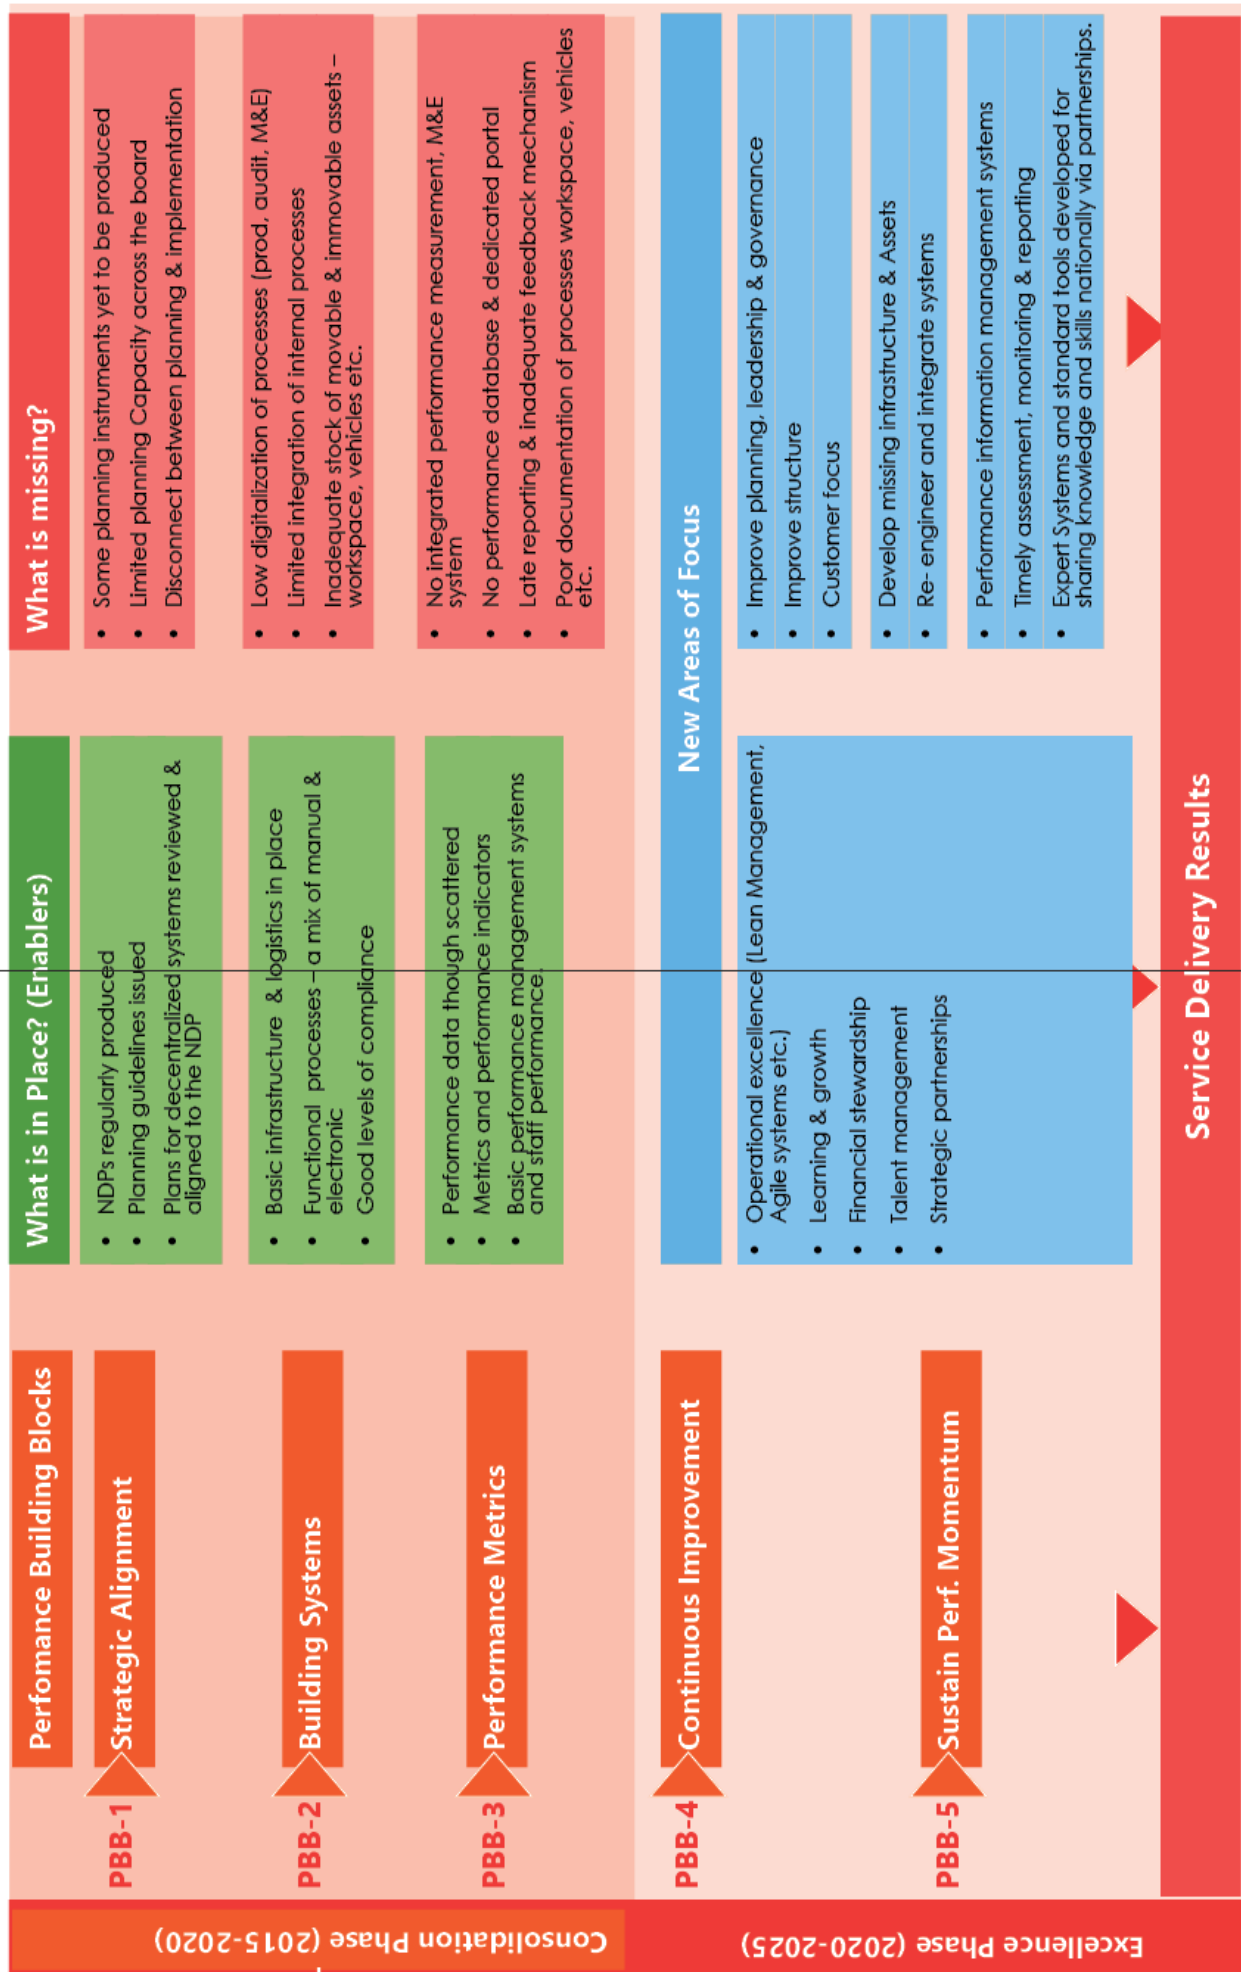 Perfomance Building Blocks
What is in Place? (Enablers)
What is missing?
Consolidation Phase (2015-2020)
PBB-1
Strategic Alignment
• NDPs regularly produced
• Planning guidelines issued
• Plans for decentralized systems reviewed &
aligned to the NDP
• Some planning instruments yet to be produced
• Limited planning Capacity across the board
• Disconnect between planning & implementation
PBB-2
Building Systems
• Basic infrastructure & logistics in place
• Functional processes – a mix of manual &
electronic
• Good levels of compliance
• Low digitalization of processes (prod, audit, M&E)
• Limited integration of internal processes
• Inadequate stock of movable & immovable assets –
workspace, vehicles etc.
PBB-3
Performance Metrics
• Performance data though scattered
• Metrics and performance indicators
• Basic performance management systems
and staff performance.
• No integrated performance measurement, M&E
system
• No performance database & dedicated portal
• Late reporting & inadequate feedback mechanism
• Poor documentation of processes workspace, vehicles
etc.
Excellence Phase (2020-2025)
New Areas of Focus
PBB-4
Continuous Improvement
PBB-5
Sustain Perf. Momentum
• Operational excellence (Lean Management,
Agile systems etc.)
• Learning & growth
• Financial stewardship
• Talent management
• Strategic partnerships
• Improve planning, leadership & governance
• Improve structure
• Customer focus
• Develop missing infrastructure & Assets
• Re- engineer and integrate systems
• Performance information management systems
• Timely assessment, monitoring & reporting
• Expert Systems and standard tools developed for
sharing knowledge and skills nationally via partnerships.
Service Delivery Results